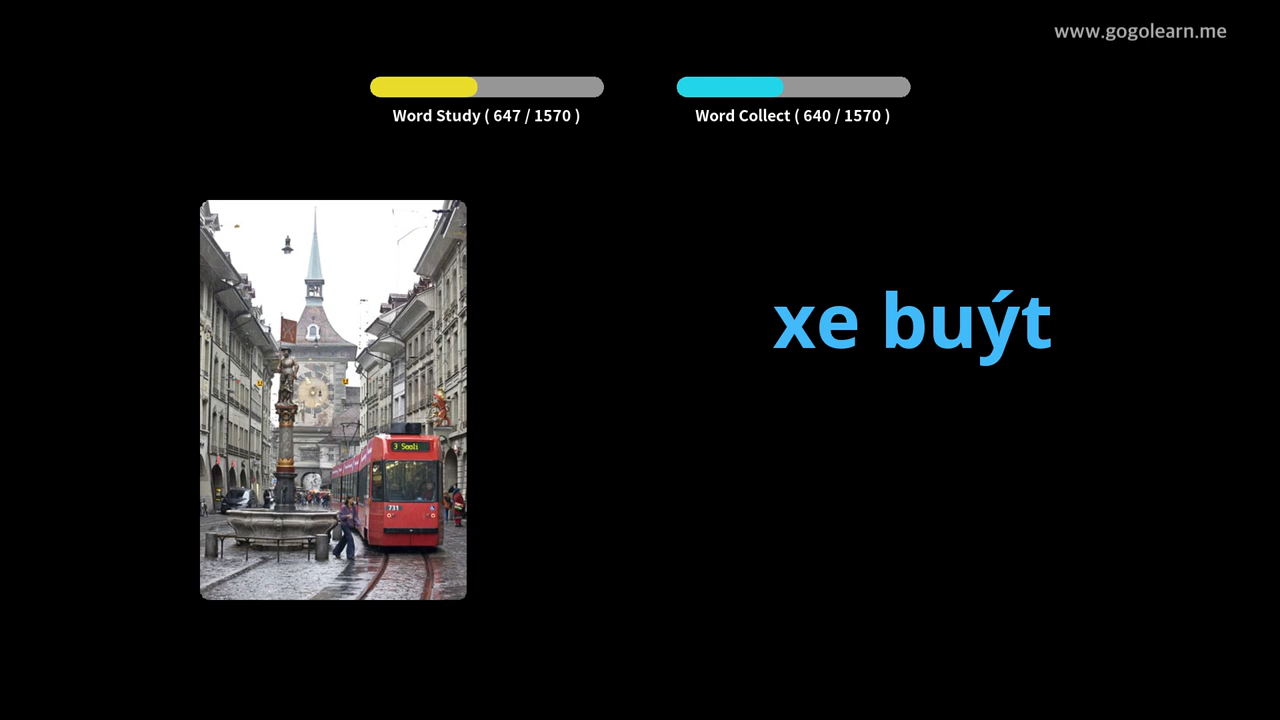 www.gogolearn.me
Word Study ( 647 / 1570 )
Word Collect ( 640 / 1570 )
xe buýt
3 Saali
731